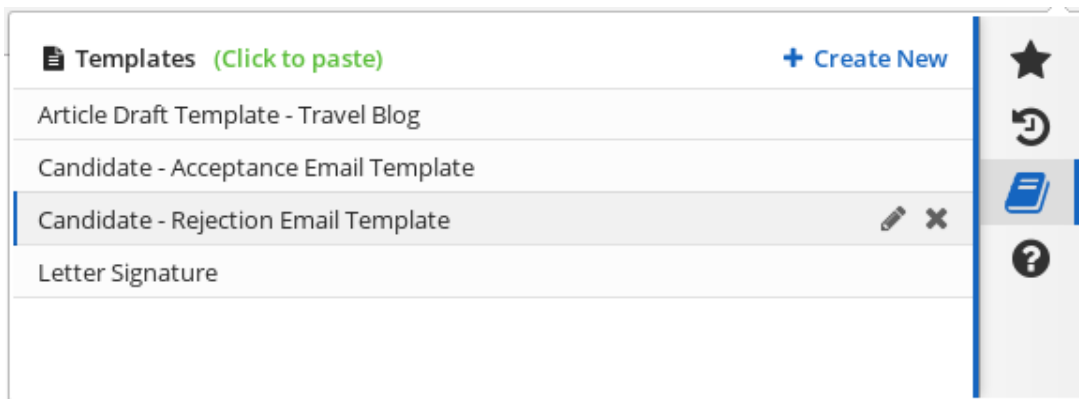 Templates (Click to paste) + Create New
Article Draft Template - Travel Blog
Candidate - Acceptance Email Template
Candidate - Rejection Email Template
Letter Signature